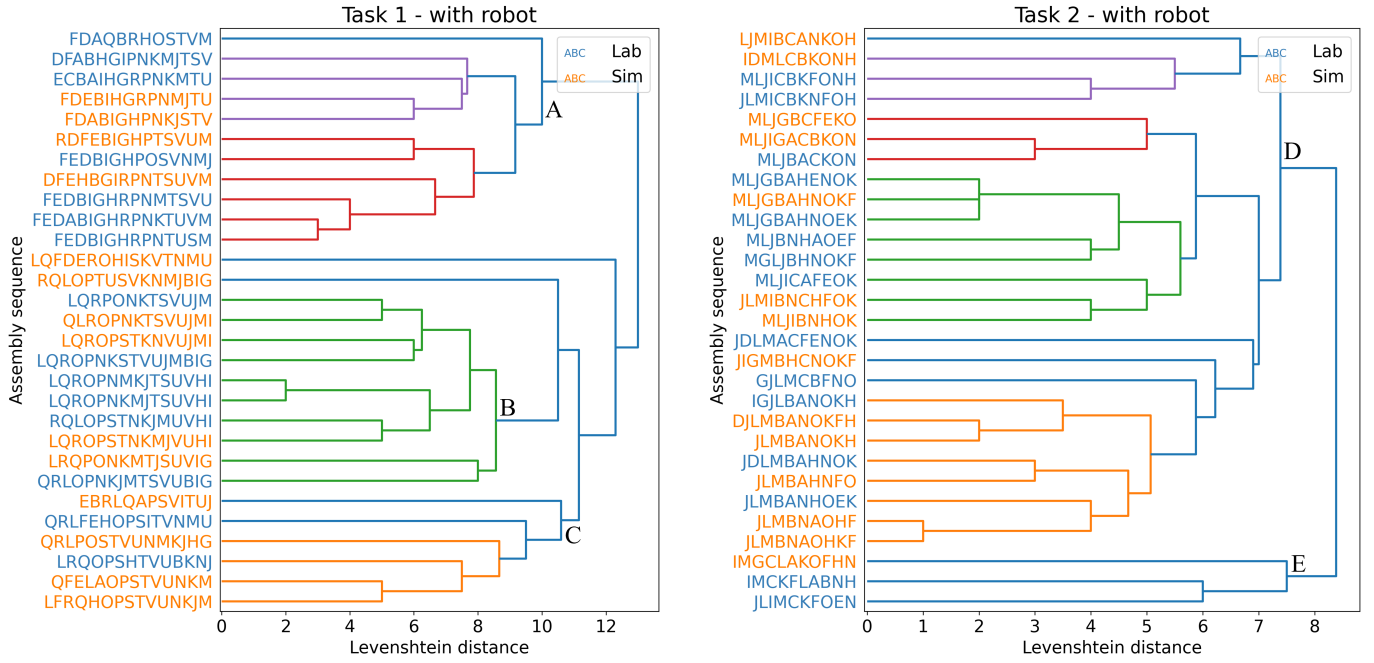 Task 1 - with robot
FDAQBRHOSTVM
DFABHGIPNKMJTSV
ECBAIHGRPNKMTU
FDEBIHGRPNMJTU
FDABIGHPNKJSTV
RDFEBIGHPTSVUM
FEDBIGHPOSVNMJ
DFEHBGIRPNTSUVM
FEDBIGHRPNMTSVU
FEDABIGHRPNKTUVM
FEDBIGHRPNTUSM
LQFDEROHISKVTNMU
RQLOPTUSVKNMJBIG
LQRPONKTSVUJM
QLROPNKTSVUJMI
LQROPSTKNVUJMI
LQROPNKSTVUJMBIG
LQROPNMKJTSUVHI
LQROPNKMJTSUVHI
RQLOPSTNKJMUVHI
LQROPSTNKMJVUHI
LRQPONKMTJSUVIG
QRLOPNKJMTSVUBIG
EBRLQAPSVITUJ
QRLFEHOPSITVNMU
QRLPOSTVUNMKJHG
LRQOPSHTVUBKNJ
QFELAOPSTVUNKM
LFRQHOPSTVUNKJM
Assembly sequence
ABC Lab
ABC Sim
A
B
C
0 2 4 6 8 10 12
Levenshtein distance
Task 2 - with robot
LJMIBCANKOH
IDMLCBKONH
MLJICBKFONH
JLMICBKNFOH
MLJGBCFEKO
MLJIGACBKON
MLJBACKON
MLJGBAHENOK
MLJGBAHNOKF
MLJGBAHNOEK
MLJBNHAOEF
MGLJBHNOKF
MLJICAFEOK
JLMIBNCHFOK
MLJIBNHOK
JDLMACFENOK
JIGMBHCNOKF
GJLMCBFNO
IGJLBANOKH
DJLMBANOKFH
JLMBANOKH
JDLMBAHNOK
JLMBAHNFO
JLMBANHOEK
JLMBNAOHF
JLMBNAOHKF
IMGCLAKOFHN
IMCKFLABNH
JLIMCKFOEN
Assembly sequence
ABC Lab
ABC Sim
D
E
0 1 2 3 4 5 6 7 8
Levenshtein distance